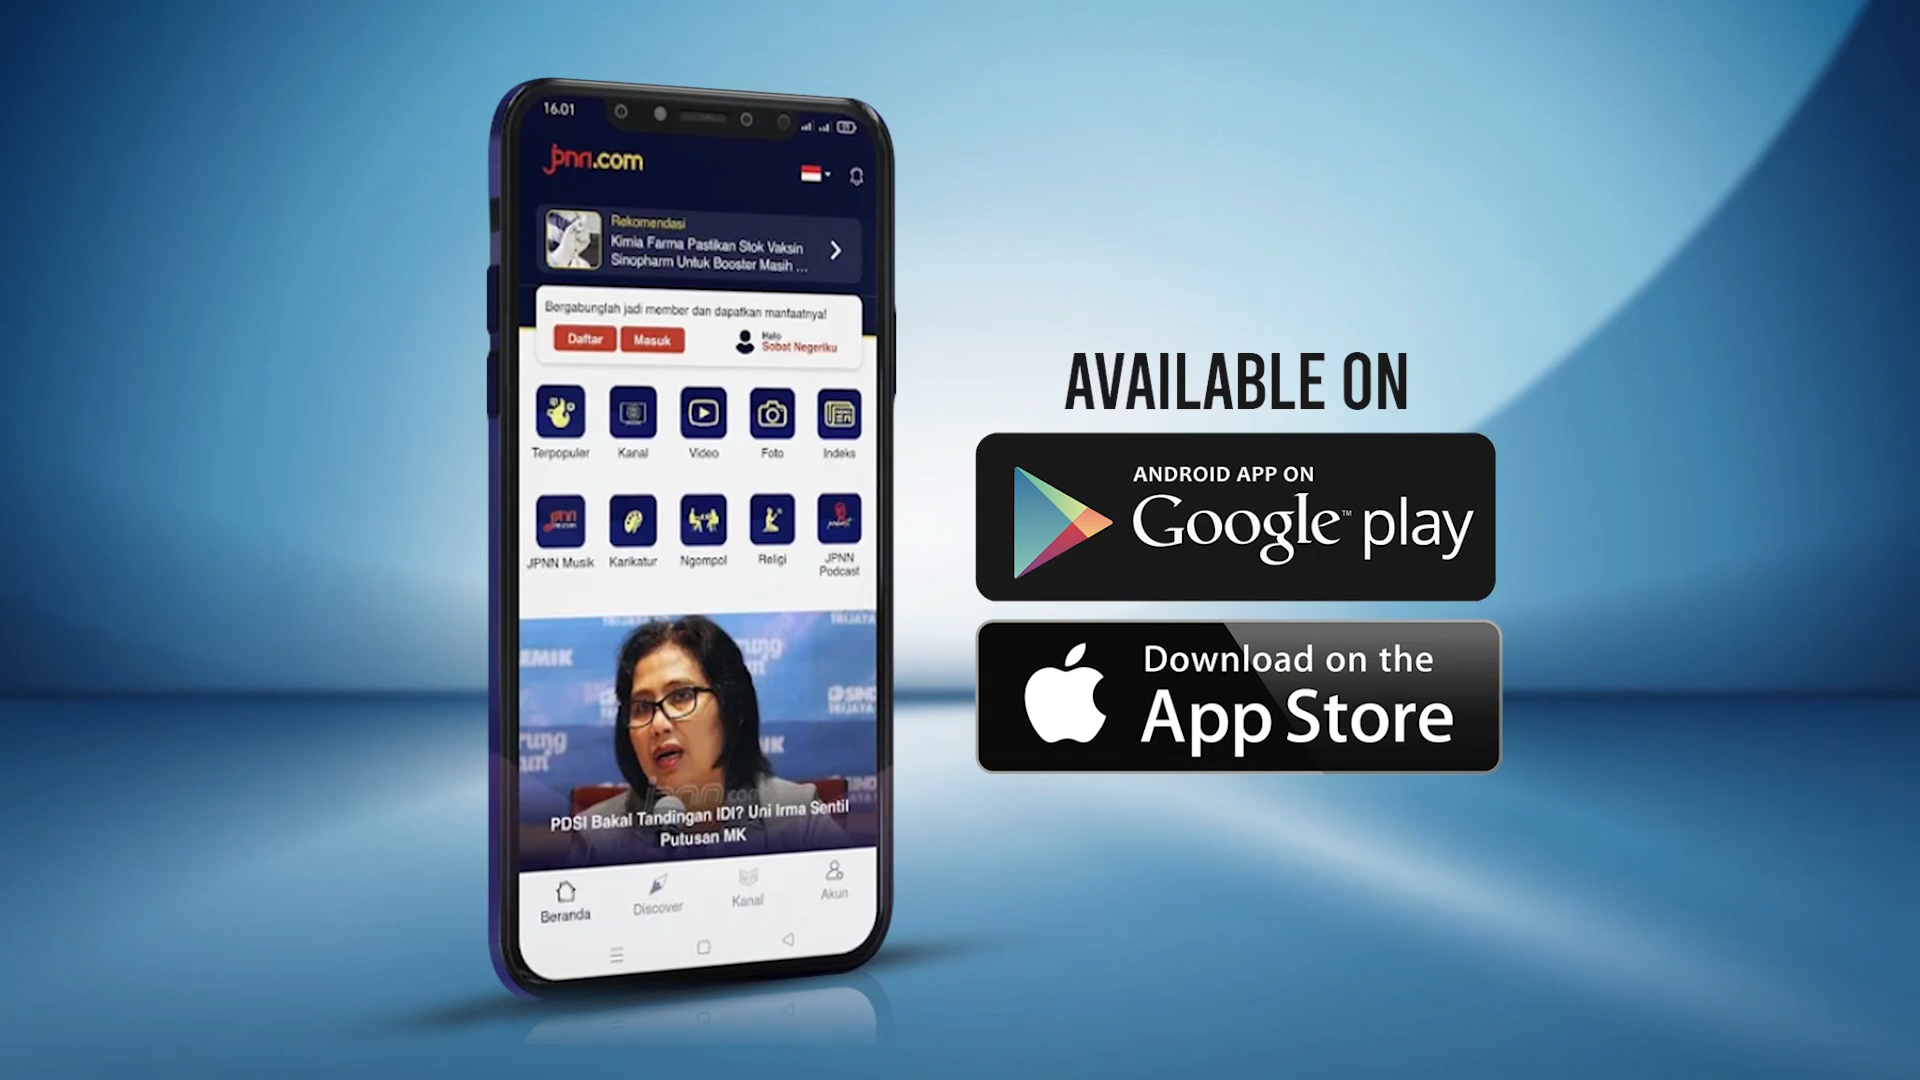 16.01
jpnn.com
Rekomendasi
Kimia Farma Pastikan Stok Vaksin
Sinopharm Untuk Booster Masih ...
Bergabunglah jadi member dan dapatkan manfaatnya!
Daftar
Masuk
Halo
Sobat Negeriku
Terpopuler
Kanal
Video
Foto
Indeks
JPNN Musik
Karikatur
Ngompol
Religi
JPNN
Podcast
PDSI Bakal Tandingan IDI? Uni Irma Sentil
Putusan MK
Beranda
Discover
Kanal
Akun
AVAILABLE ON
ANDROID APP ON
Google™ play
Download on the
App Store